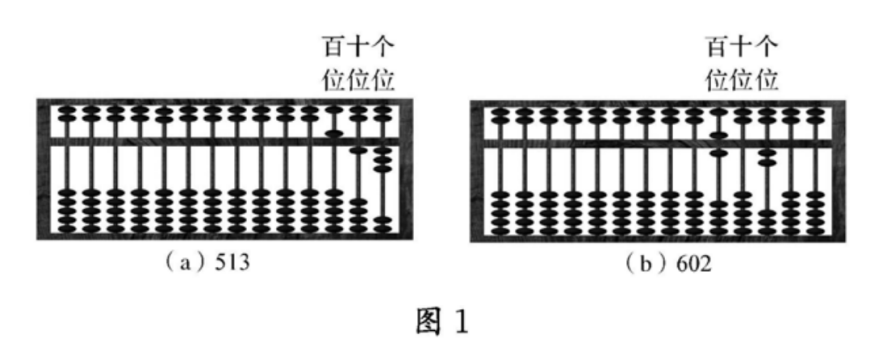 百十个
位位位
百十个
位位位
（a）513
（b）602
图 1